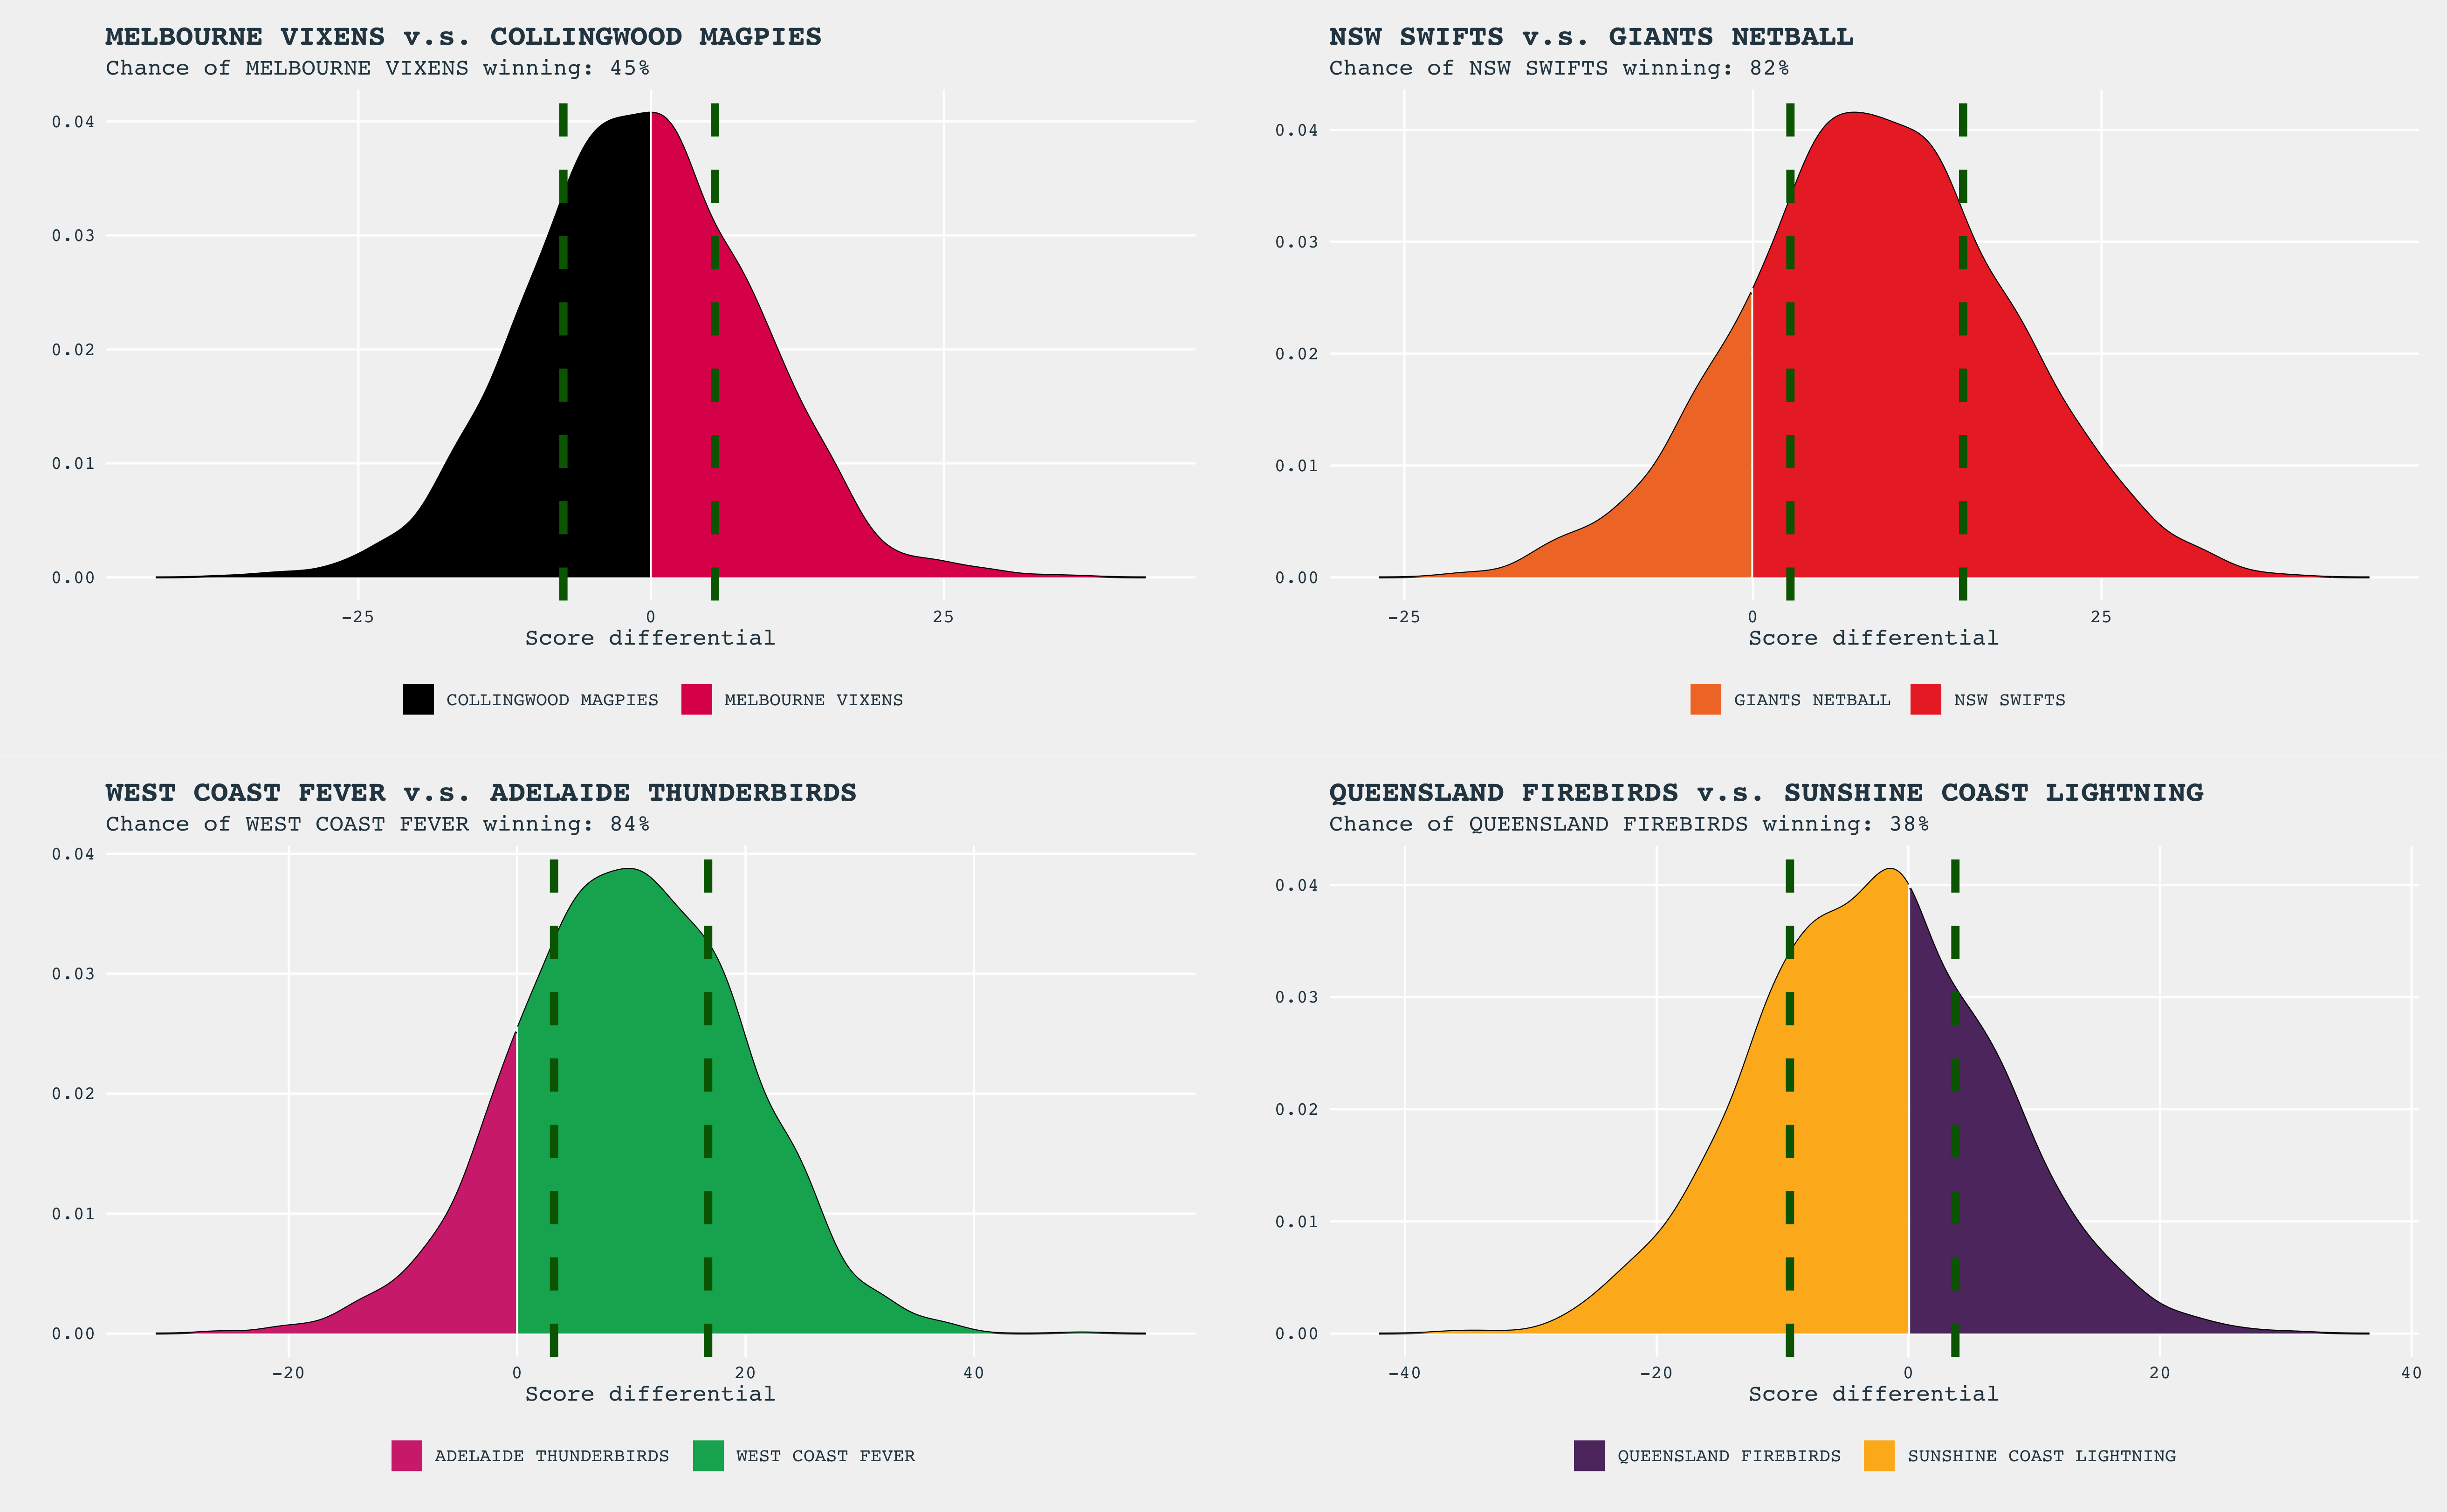 MELBOURNE VIXENS v.s. COLLINGWOOD MAGPIES
Chance of MELBOURNE VIXENS winning: 45%
0.04
0.03
0.02
0.01
0.00
-25 0 25
Score differential
COLLINGWOOD MAGPIES MELBOURNE VIXENS
NSW SWIFTS v.s. GIANTS NETBALL
Chance of NSW SWIFTS winning: 82%
0.04
0.03
0.02
0.01
0.00
-25 0 25
Score differential
GIANTS NETBALL NSW SWIFTS
WEST COAST FEVER v.s. ADELAIDE THUNDERBIRDS
Chance of WEST COAST FEVER winning: 84%
0.04
0.03
0.02
0.01
0.00
-20 0 20 40
Score differential
ADELAIDE THUNDERBIRDS WEST COAST FEVER
QUEENSLAND FIREBIRDS v.s. SUNSHINE COAST LIGHTNING
Chance of QUEENSLAND FIREBIRDS winning: 38%
0.04
0.03
0.02
0.01
0.00
-40 -20 0 20 40
Score differential
QUEENSLAND FIREBIRDS SUNSHINE COAST LIGHTNING